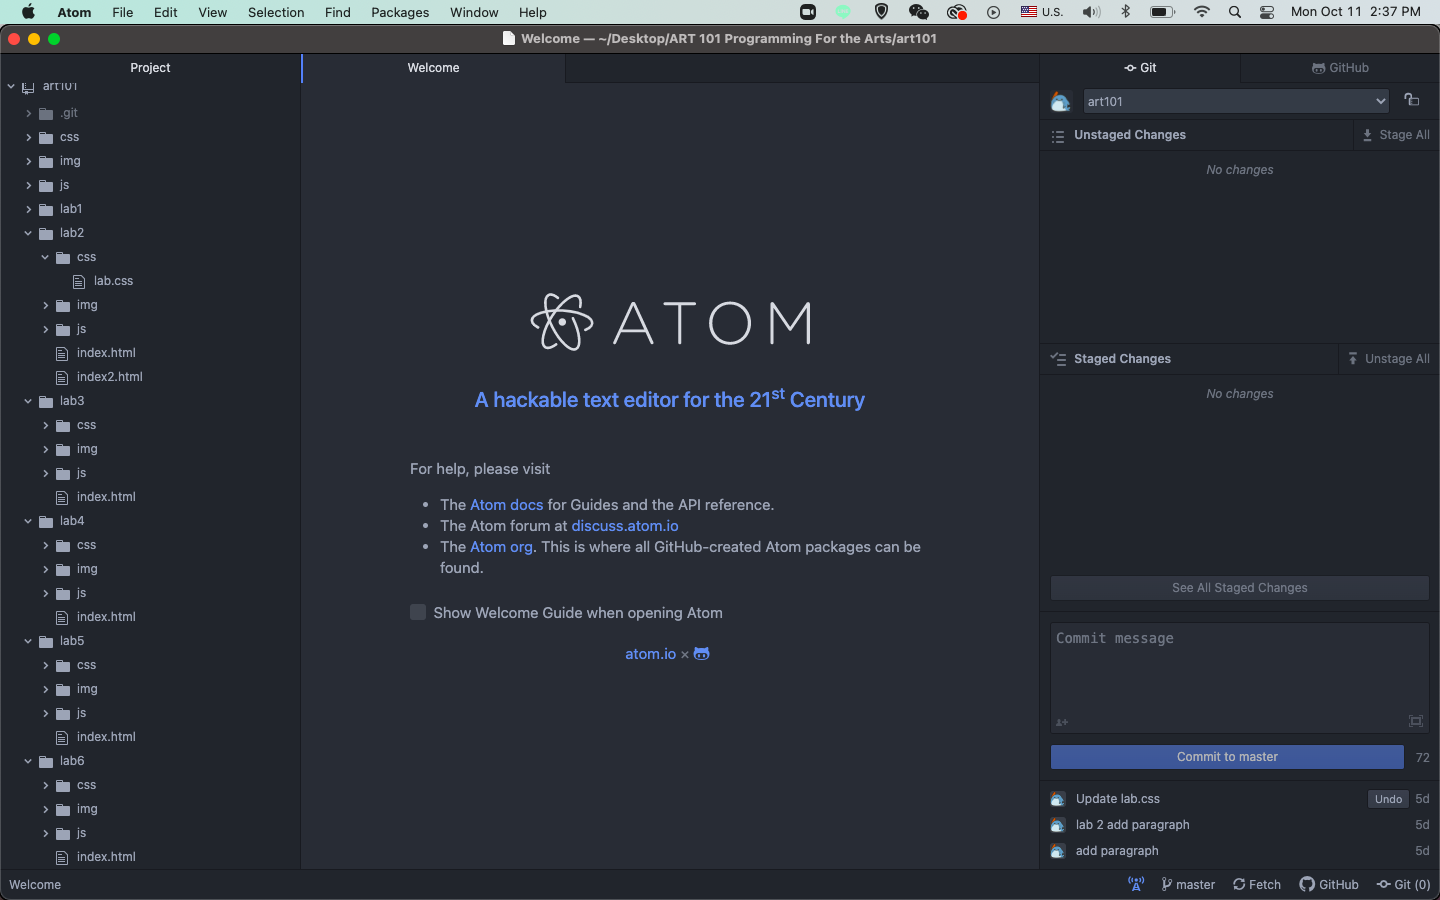 Atom File Edit View Selection Find Packages Window Help U.S. Mon Oct 11 2:37 PM
Welcome — ~/Desktop/ART 101 Programming For the Arts/art101
Project
art101
.git
css
img
js
lab1
lab2
css
lab.css
img
js
index.html
index2.html
lab3
css
img
js
index.html
lab4
css
img
js
index.html
lab5
css
img
js
index.html
lab6
css
img
js
index.html
Welcome
ATOM
A hackable text editor for the 21st Century
For help, please visit
• The Atom docs for Guides and the API reference.
• The Atom forum at discuss.atom.io
• The Atom org. This is where all GitHub-created Atom packages can be
found.
Show Welcome Guide when opening Atom
atom.io ×
Git GitHub
art101
Unstaged Changes Stage All
No changes
Staged Changes Unstage All
No changes
See All Staged Changes
Commit message
Commit to master 72
Update lab.css Undo 5d
lab 2 add paragraph 5d
add paragraph 5d
Welcome master Fetch GitHub Git (0)